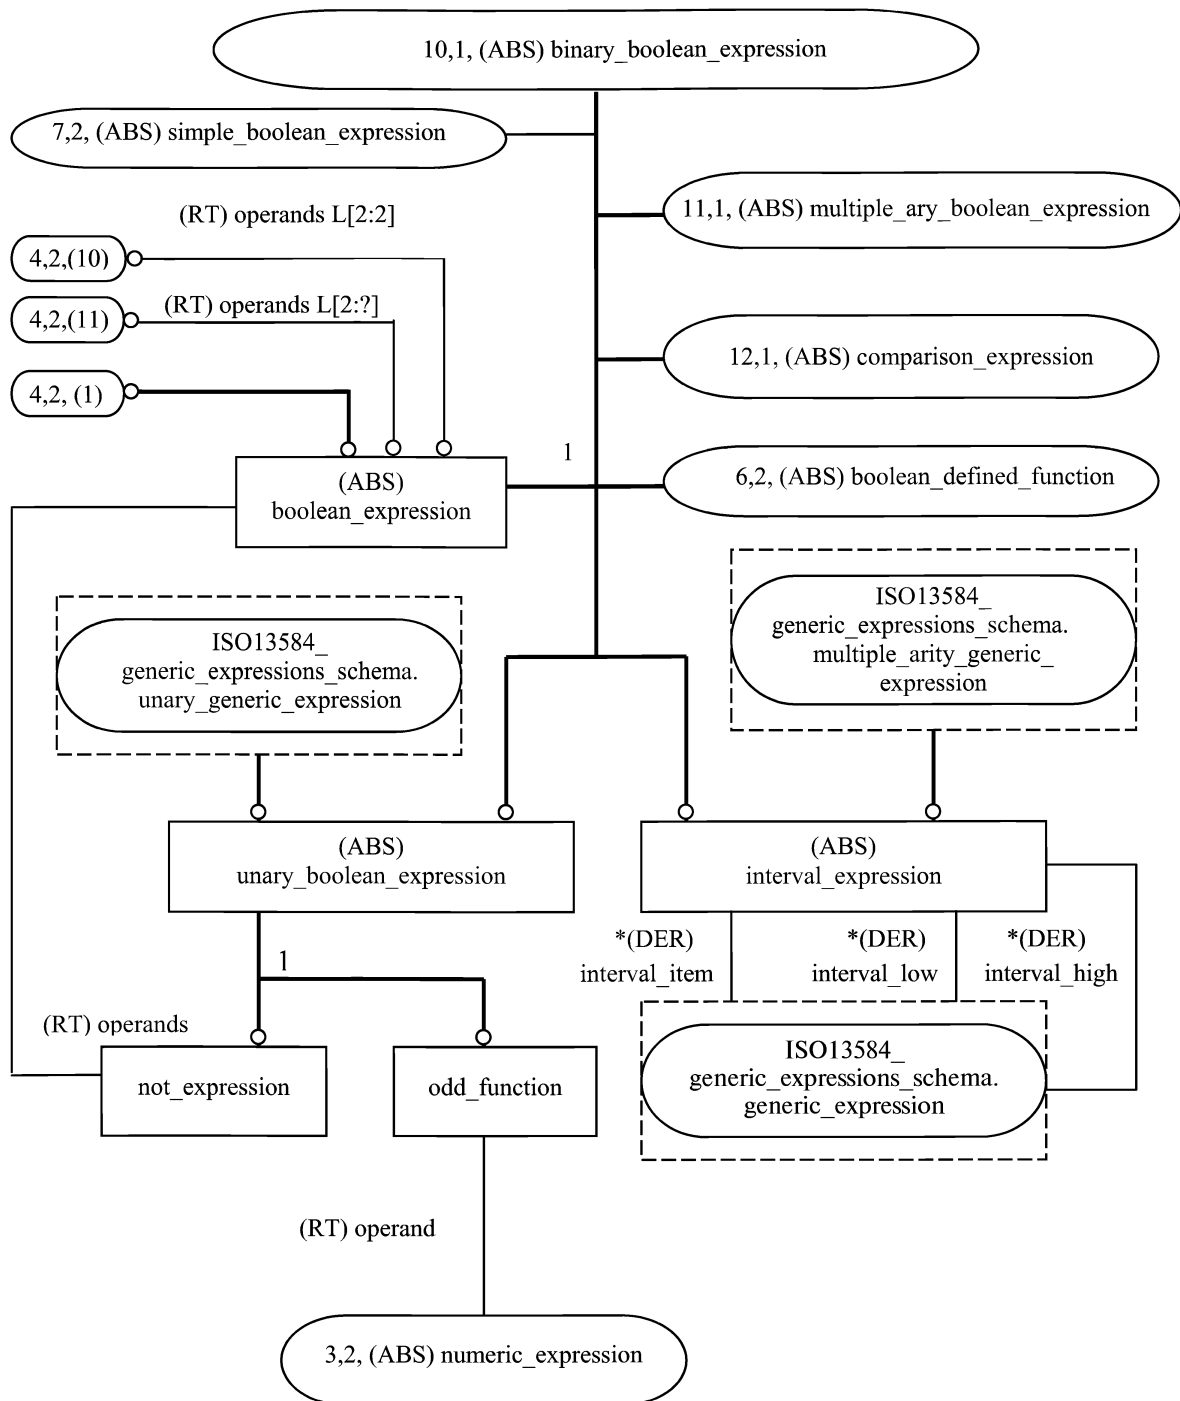 10,1, (ABS) binary_boolean_expression
7,2, (ABS) simple_boolean_expression
11,1, (ABS) multiple_ary_boolean_expression
(RT) operands L[2:2]
4,2,(10)
(RT) operands L[2:?]
4,2,(11)
12,1, (ABS) comparison_expression
4,2, (1)
1
(ABS)
boolean_expression
6,2, (ABS) boolean_defined_function
ISO13584_
generic_expressions_schema.
multiple_arity_generic_
expression
ISO13584_
generic_expressions_schema.
unary_generic_expression
(ABS)
unary_boolean_expression
(ABS)
interval_expression
*(DER)
interval_item
*(DER)
interval_low
*(DER)
interval_high
1
(RT) operands
not_expression
odd_function
ISO13584_
generic_expressions_schema.
generic_expression
(RT) operand
3,2, (ABS) numeric_expression